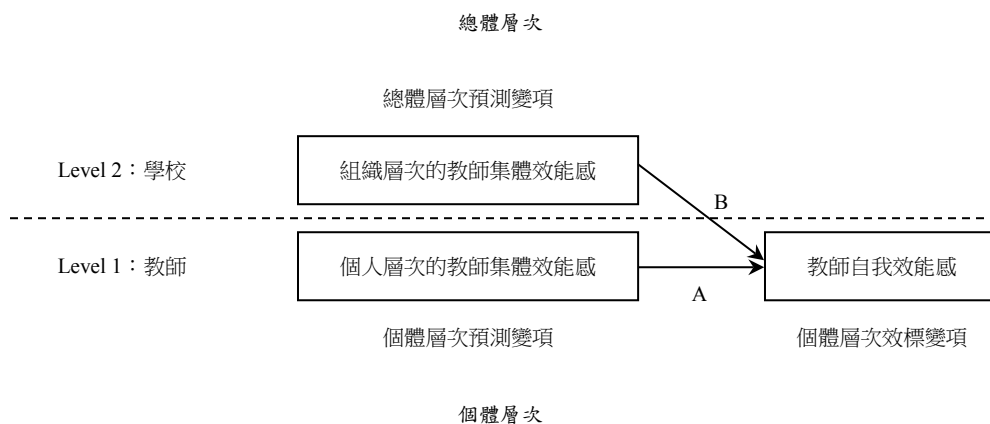 總體層次
總體層次預測變項
Level 2：學校
組織層次的教師集體效能感
B
Level 1：教師
個人層次的教師集體效能感
教師自我效能感
A
個體層次預測變項
個體層次效標變項
個體層次